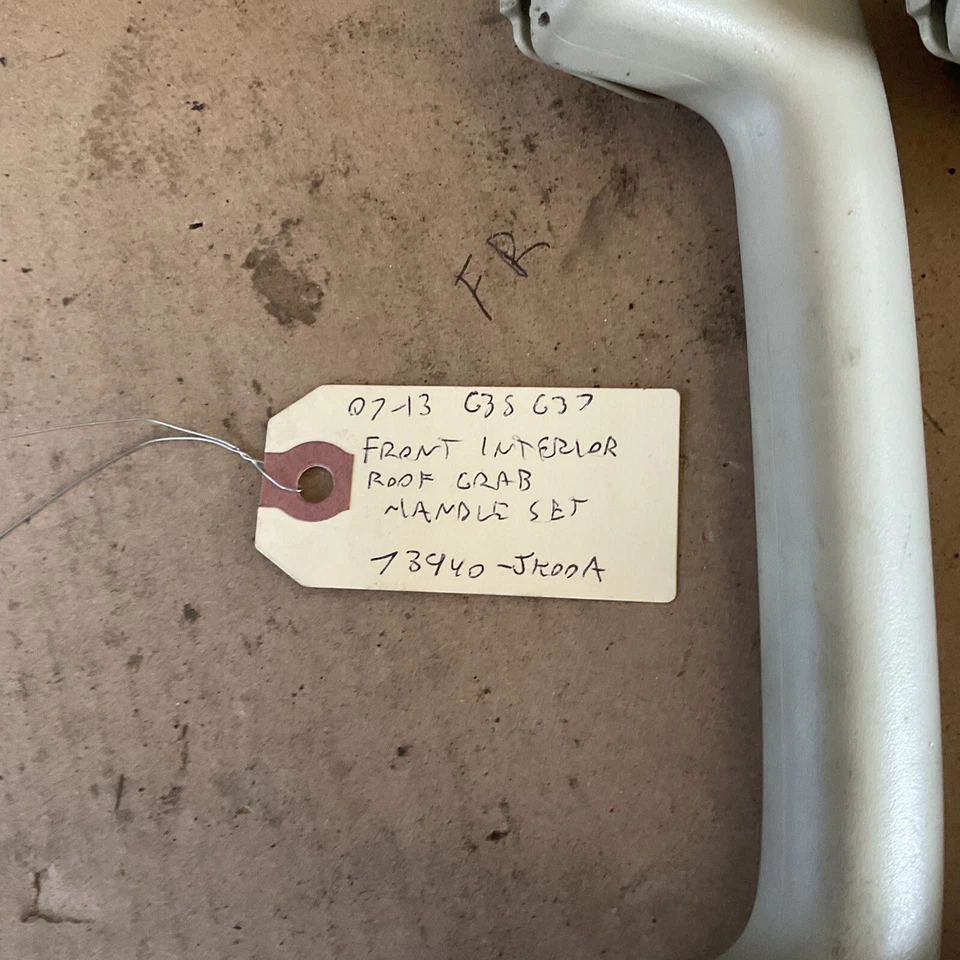 FR
07-13 G35 G37
FRONT INTERIOR
ROOF GRAB
HANDLE SET
73940-JK00A